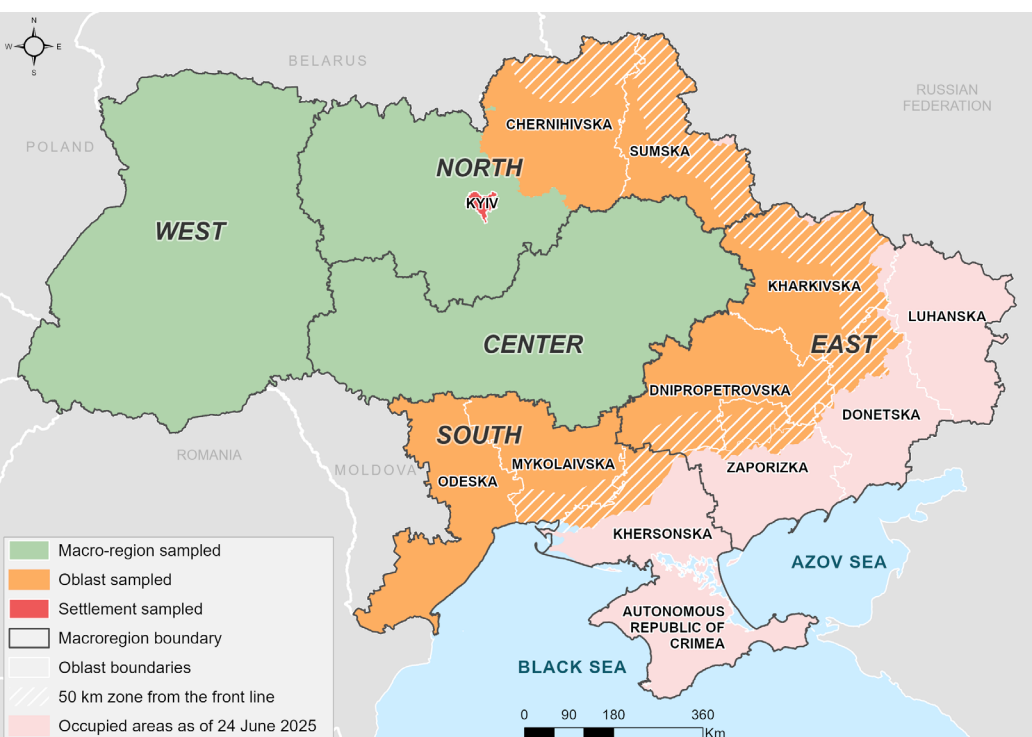 N
W
E
S
BELARUS
RUSSIAN
FEDERATION
POLAND
CHERNIHIVSKA
SUMSKA
NORTH
KYIV
WEST
KHARKIVSKA
LUHANSKA
CENTER
EAST
DNIPROPETROVSKA
DONETSKA
SOUTH
ROMANIA
MOLDOVA
MYKOLAIVSKA
ZAPORIZKA
ODESKA
KHERSONSKA
AZOV SEA
AUTONOMOUS
REPUBLIC OF
CRIMEA
BLACK SEA
Macro-region sampled
Oblast sampled
Settlement sampled
Macroregion boundary
Oblast boundaries
50 km zone from the front line
Occupied areas as of 24 June 2025
0 90 180 360
Km